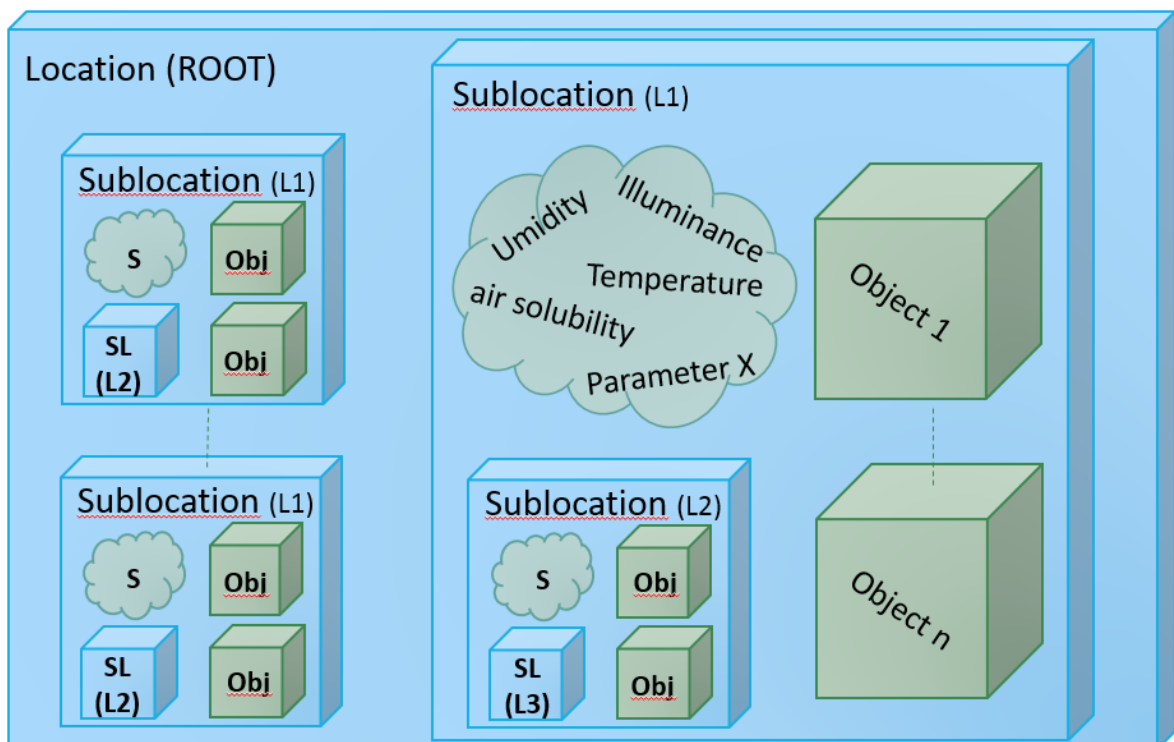 Location (ROOT)
Sublocation (L1)
S
Obj
SL
(L2)
Obj
Sublocation (L1)
S
Obj
SL
(L2)
Obj
Sublocation (L1)
Umidity
Illuminance
Temperature
air solubility
Parameter X
Object 1
Sublocation (L2)
S
Obj
SL
(L3)
Obj
Object n